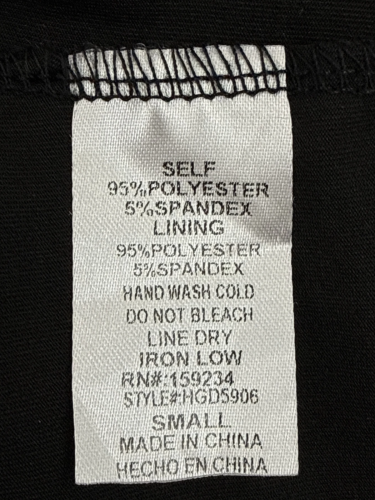 SELF
95%POLYESTER
5%SPANDEX
LINING
95%POLYESTER
5%SPANDEX
HAND WASH COLD
DO NOT BLEACH
LINE DRY
IRON LOW
RN#:159234
STYLE#:HGD5906
SMALL
MADE IN CHINA
HECHO EN CHINA